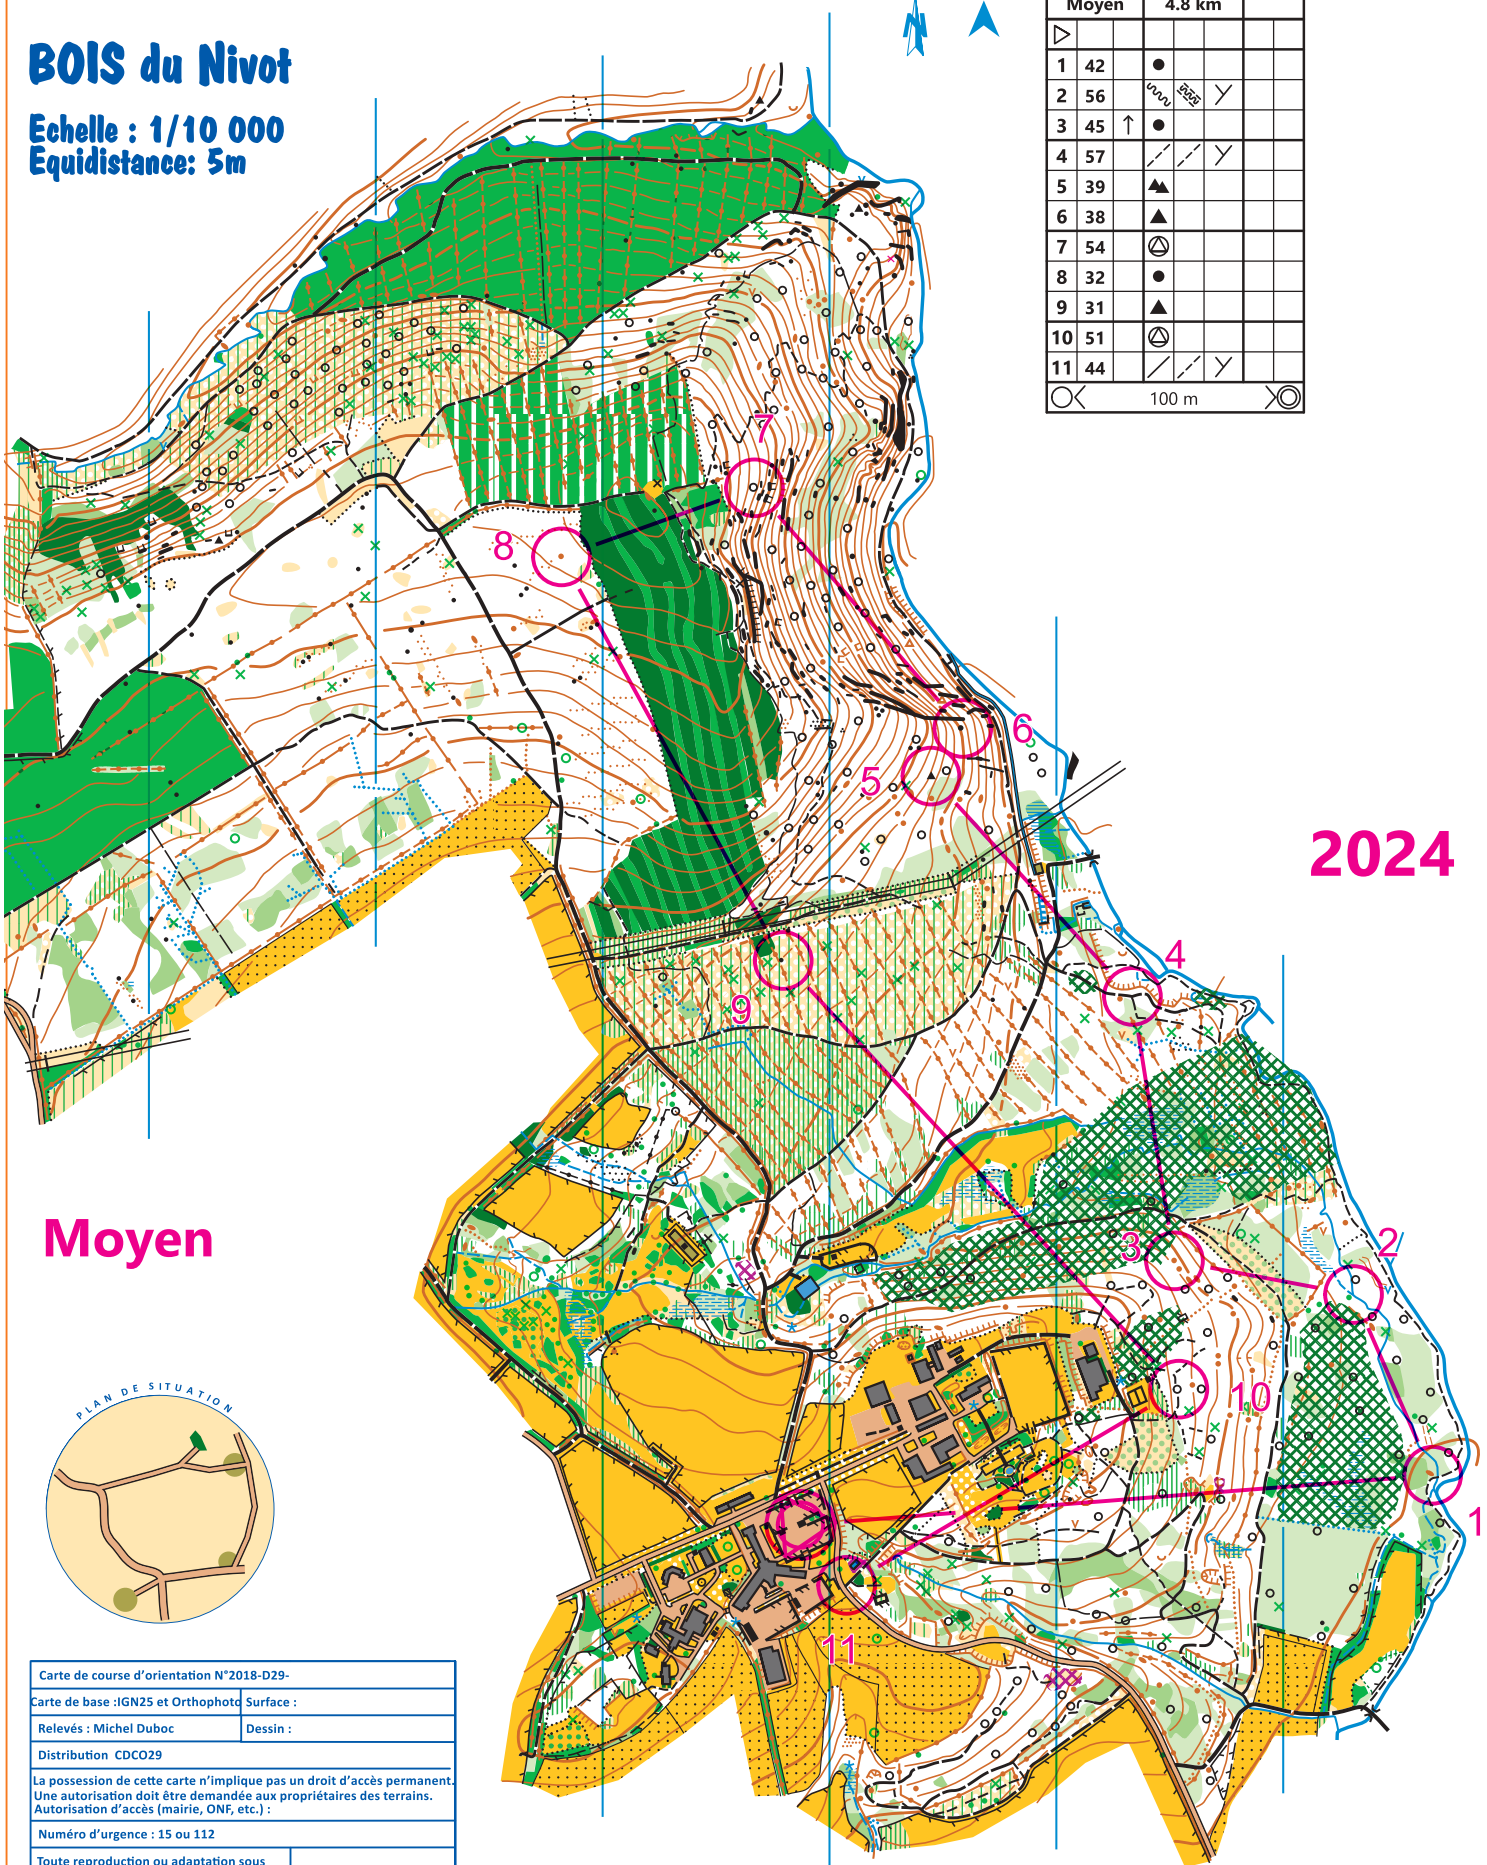 BOIS du Nivot
Echelle : 1/10 000
Equidistance: 5m
N
Moyen 4.8 km
1 42
2 56
3 45
4 57
5 39
6 38
7 54
8 32
9 31
10 51
11 44
100 m
7
8
6
5
2024
4
9
Moyen
3
2
10
1
11
PLAN DE SITUATION
Carte de course d'orientation N°2018-D29-
Carte de base :IGN25 et Orthophoto Surface :
Relevés : Michel Duboc Dessin :
Distribution CDCO29
La possession de cette carte n'implique pas un droit d'accès permanent.
Une autorisation doit être demandée aux propriétaires des terrains.
Autorisation d'accès (mairie, ONF, etc.) :
Numéro d'urgence : 15 ou 112
Toute reproduction ou adaptation sous